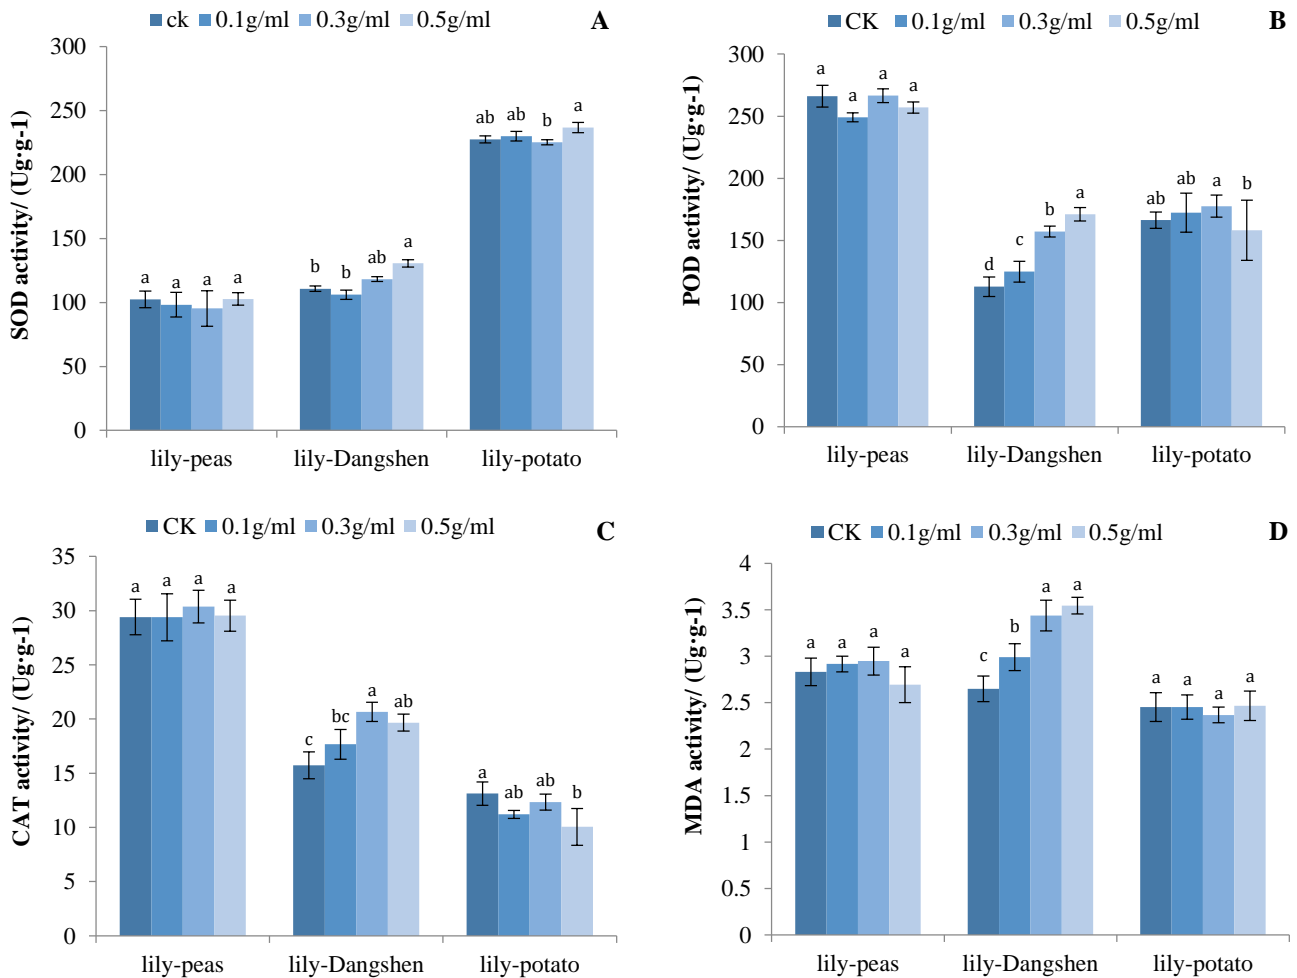 ck 0.1g/ml 0.3g/ml 0.5g/ml A
300
250
200
150
100
50
0
SOD activity/ (Ug·g-1)
a a a a b b ab a ab ab b a
lily-peas lily-Dangshen lily-potato
CK 0.1g/ml 0.3g/ml 0.5g/ml B
300
250
200
150
100
50
0
POD activity/ (Ug·g-1)
a a a a d c b a ab ab a b
lily-peas lily-Dangshen lily-potato
CK 0.1g/ml 0.3g/ml 0.5g/ml C
35
30
25
20
15
10
5
0
CAT activity/ (Ug·g-1)
a a a a c bc a ab a ab ab b
lily-peas lily-Dangshen lily-potato
CK 0.1g/ml 0.3g/ml 0.5g/ml D
4
3.5
3
2.5
2
1.5
1
0.5
0
MDA activity/ (Ug·g-1)
a a a a c b a a a a a a
lily-peas lily-Dangshen lily-potato